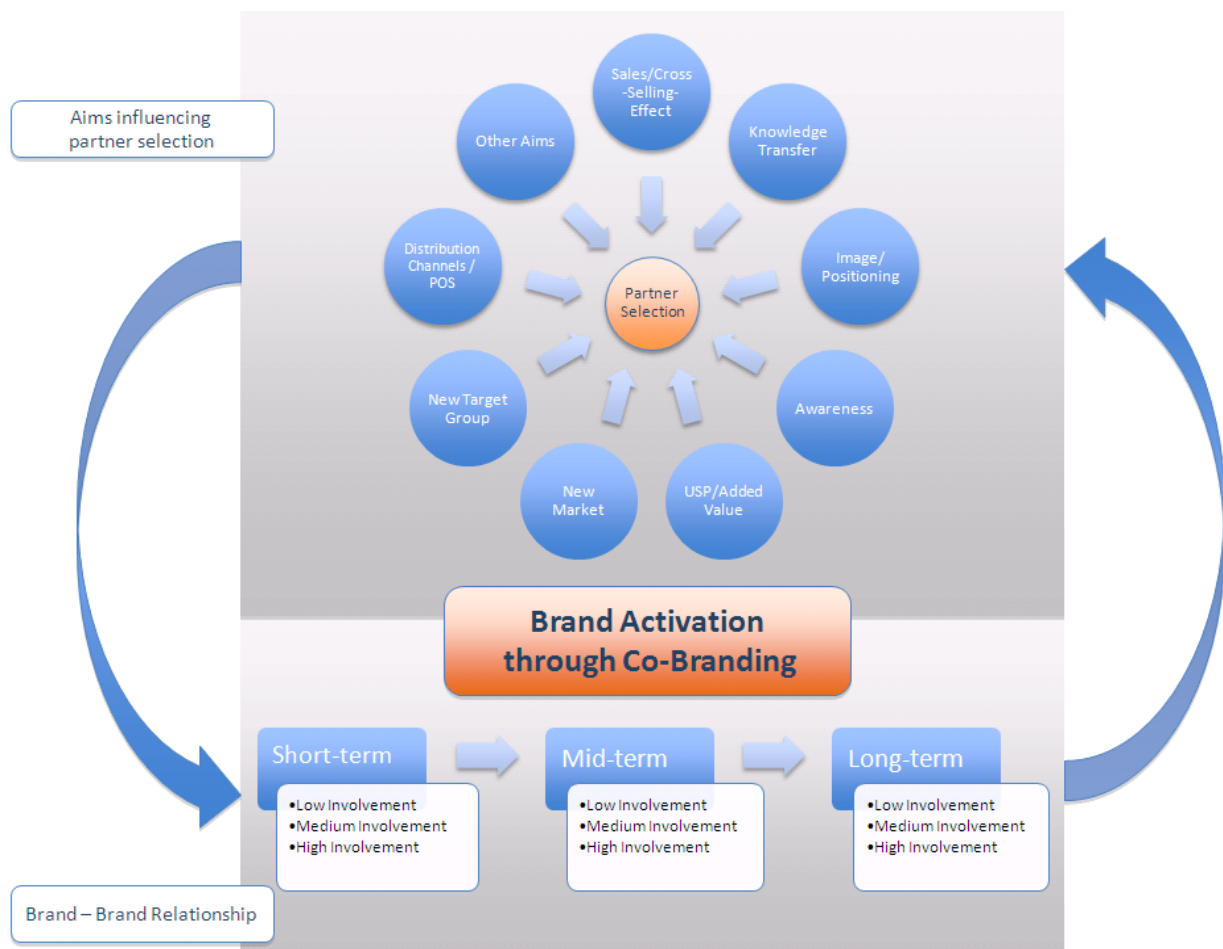 Aims influencing
partner selection
Sales/Cross
-Selling-
Effect
Other Aims
Knowledge
Transfer
Distribution
Channels /
POS
Image/
Positioning
Partner
Selection
New Target
Group
Awareness
New
Market
USP/Added
Value
Brand Activation
through Co-Branding
Short-term
•Low Involvement
•Medium Involvement
•High Involvement
Mid-term
•Low Involvement
•Medium Involvement
•High Involvement
Long-term
•Low Involvement
•Medium Involvement
•High Involvement
Brand – Brand Relationship